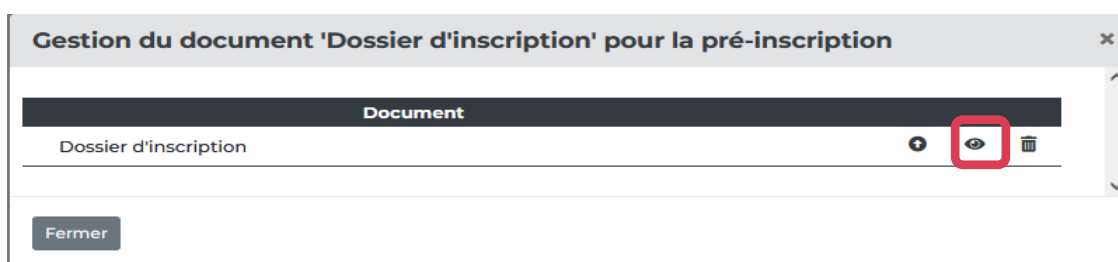 Gestion du document 'Dossier d'inscription' pour la pré-inscription
Document
Dossier d'inscription
Fermer